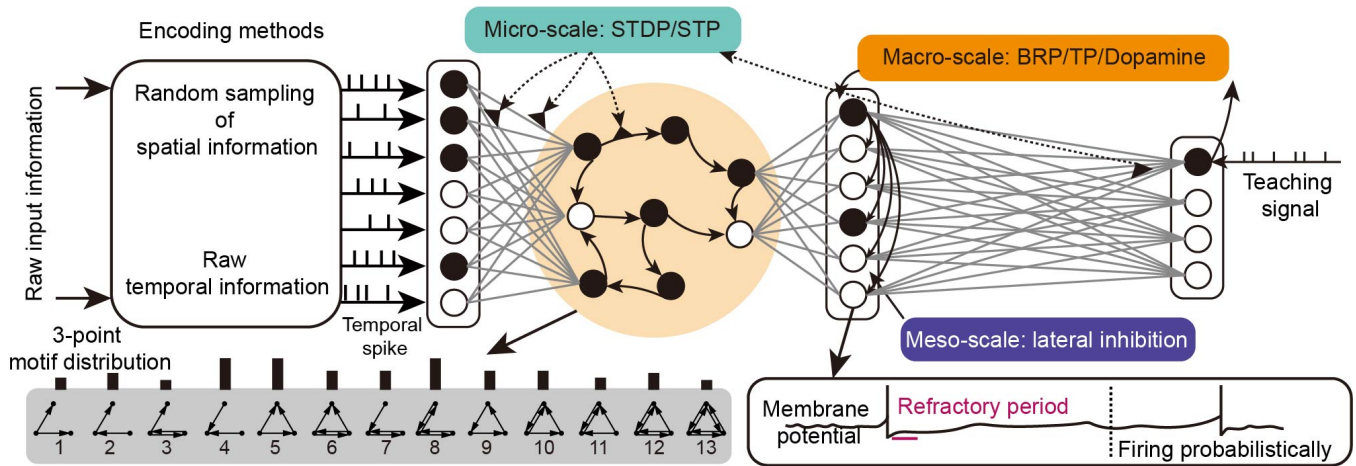 Encoding methods
Micro-scale: STDP/STP
Macro-scale: BRP/TP/Dopamine
Raw input information
Random sampling
of
spatial information
Raw
temporal information
Temporal
spike
Teaching
signal
Meso-scale: lateral inhibition
3-point
motif distribution
1 2 3 4 5 6 7 8 9 10 11 12 13
Membrane
potential
Refractory period
Firing probabilistically